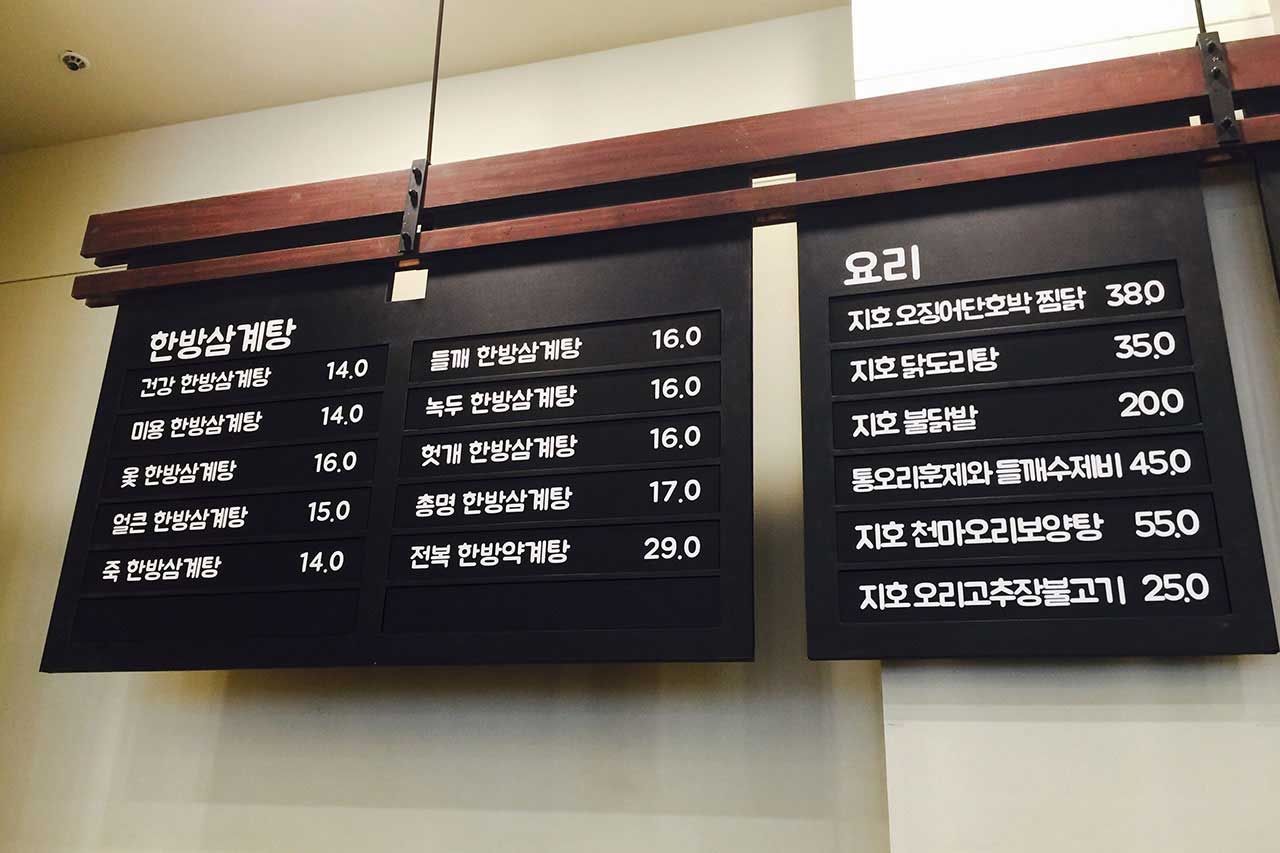 한방삼계탕
건강 한방삼계탕 14.0
미용 한방삼계탕 14.0
옻 한방삼계탕 16.0
얼큰 한방삼계탕 15.0
죽 한방삼계탕 14.0
들깨 한방삼계탕 16.0
녹두 한방삼계탕 16.0
헛개 한방삼계탕 16.0
총명 한방삼계탕 17.0
전복 한방약계탕 29.0
요리
지호 오징어단호박 찜닭 38.0
지호 닭도리탕 35.0
지호 불닭발 20.0
통오리훈제와 들깨수제비 45.0
지호 천마오리보양탕 55.0
지호 오리고추장불고기 25.0